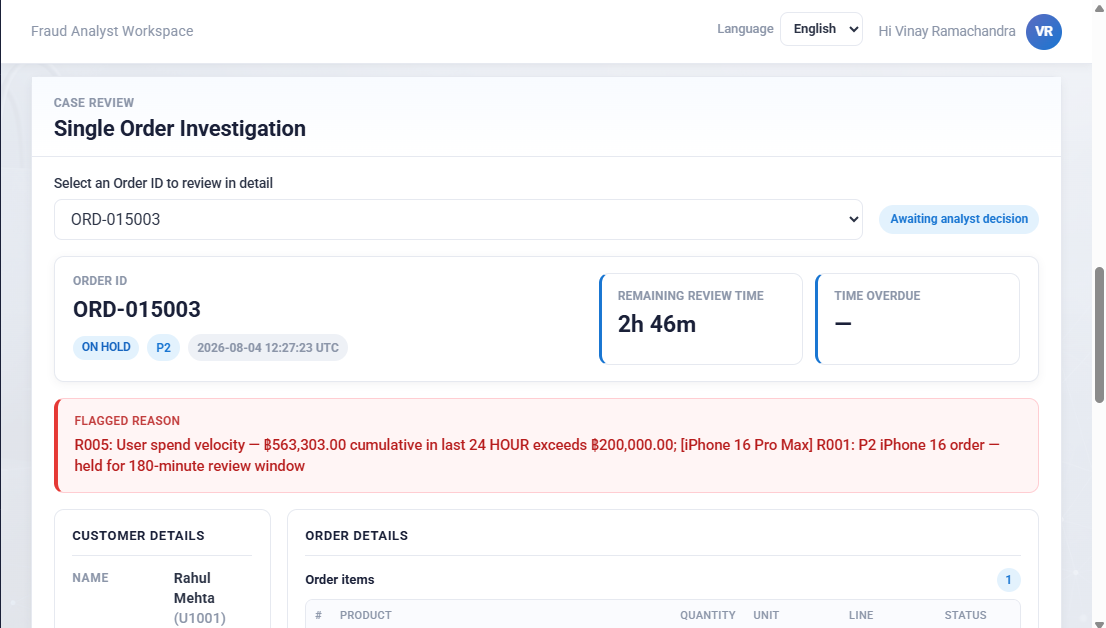 Fraud Analyst Workspace
Language English Hi Vinay Ramachandra VR
CASE REVIEW
Single Order Investigation
Select an Order ID to review in detail
ORD-015003 Awaiting analyst decision
ORDER ID
ORD-015003
ON HOLD P2 2026-08-04 12:27:23 UTC
REMAINING REVIEW TIME
2h 46m
TIME OVERDUE
—
FLAGGED REASON
R005: User spend velocity — ฿563,303.00 cumulative in last 24 HOUR exceeds ฿200,000.00; [iPhone 16 Pro Max] R001: P2 iPhone 16 order —
held for 180-minute review window
CUSTOMER DETAILS
NAME Rahul
Mehta
(U1001)
ORDER DETAILS
Order items 1
# PRODUCT QUANTITY UNIT LINE STATUS